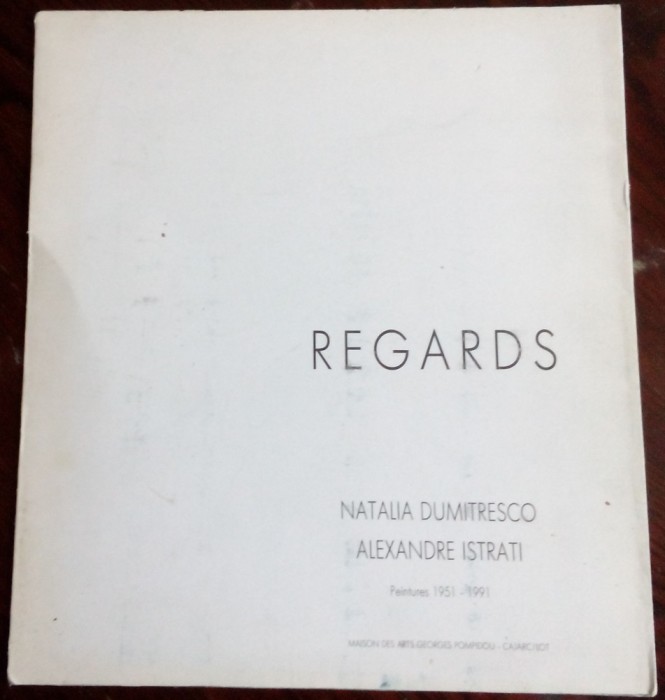 REGARDS
NATALIA DUMITRESCO
ALEXANDRE ISTRATI
Peintures 1951 - 1991
MAISON DES ARTS GEORGES POMPIDOU - CAJARC/LOT